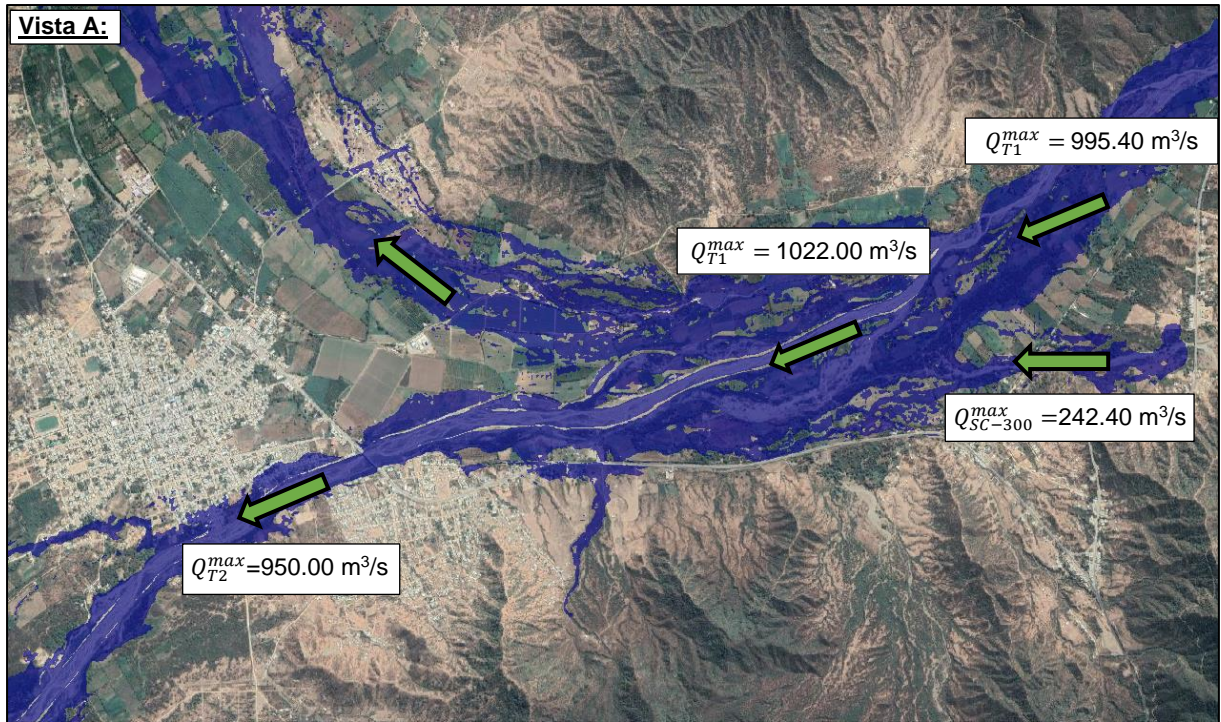 Vista A:
Q_{T1}^{max} = 995.40 m³/s
Q_{T1}^{max} = 1022.00 m³/s
Q_{SC−300}^{max} =242.40 m³/s
Q_{T2}^{max}=950.00 m³/s